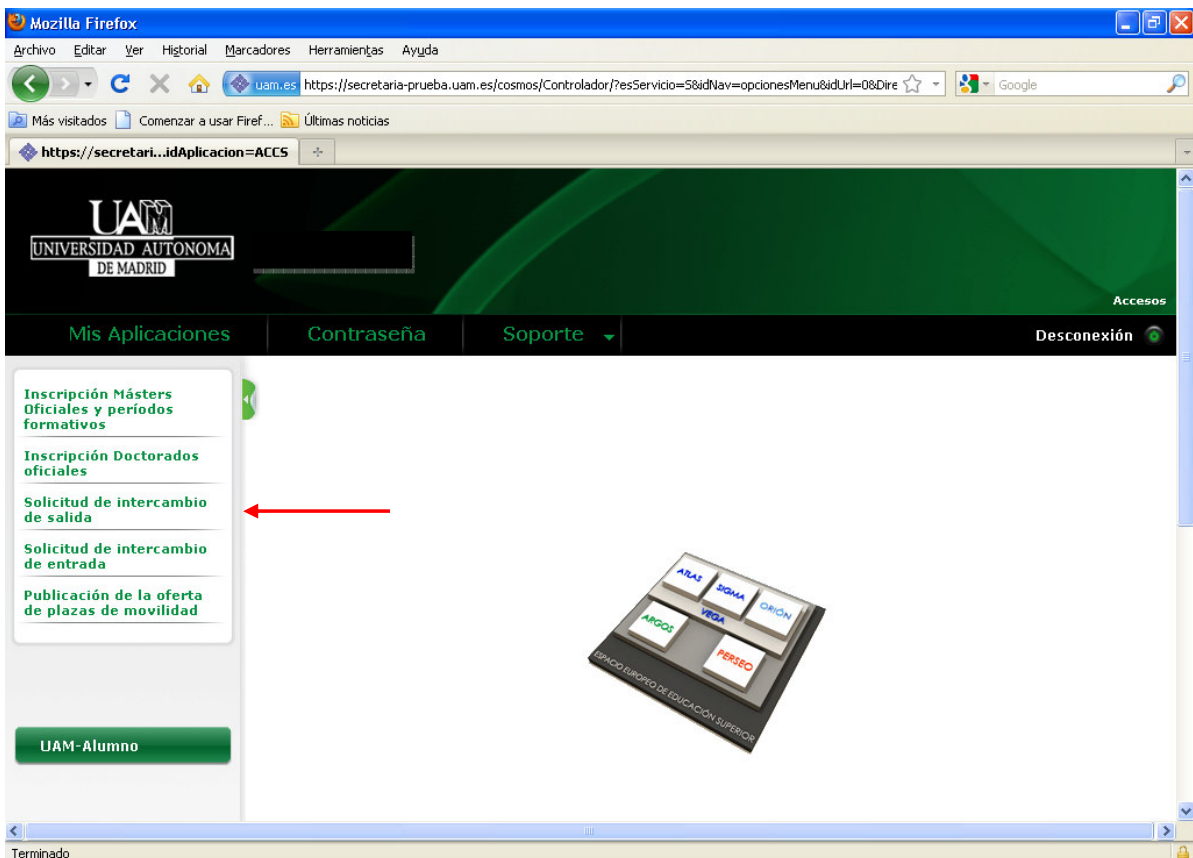 Mozilla Firefox
Archivo Editar Ver Historial Marcadores Herramientas Ayuda
uam.es https://secretaria-prueba.uam.es/cosmos/Controlador/?esServicio=5&idNav=opcionesMenu&idUrl=0&Dire Google
Más visitados Comenzar a usar Firef... Últimas noticias
https://secretari...idAplicacion=ACCS
UAM
UNIVERSIDAD AUTONOMA
DE MADRID
Accesos
Mis Aplicaciones Contraseña Soporte Desconexión
Inscripción Másters
Oficiales y períodos
formativos
Inscripción Doctorados
oficiales
Solicitud de intercambio
de salida
Solicitud de intercambio
de entrada
Publicación de la oferta
de plazas de movilidad
UAM-Alumno
ATLAS
SIGMA
ORIÓN
VEGA
ARGOS
PERSEO
ESPACIO EUROPEO DE EDUCACIÓN SUPERIOR
Terminado